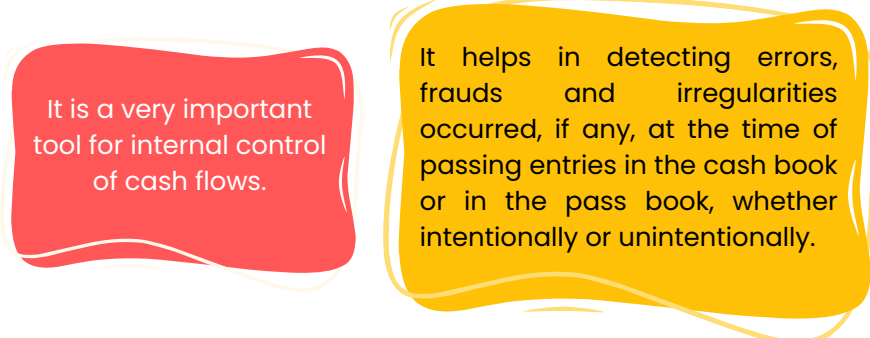 It is a very important
tool for internal control
of cash flows.
It helps in detecting errors,
frauds and irregularities
occurred, if any, at the time of
passing entries in the cash book
or in the pass book, whether
intentionally or unintentionally.